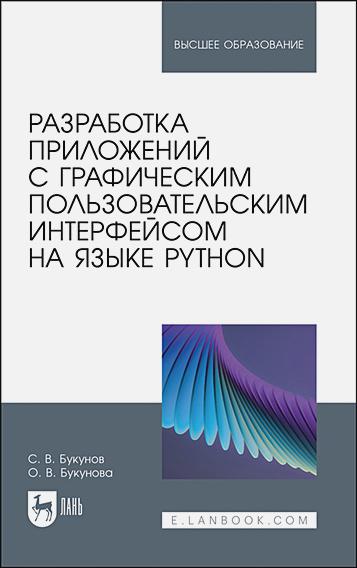 ВЫСШЕЕ ОБРАЗОВАНИЕ
РАЗРАБОТКА
ПРИЛОЖЕНИЙ
С ГРАФИЧЕСКИМ
ПОЛЬЗОВАТЕЛЬСКИМ
ИНТЕРФЕЙСОМ
НА ЯЗЫКЕ PYTHON
С. В. Букунов
О. В. Букунова
ЛАНЬ
E.LANBOOK.COM